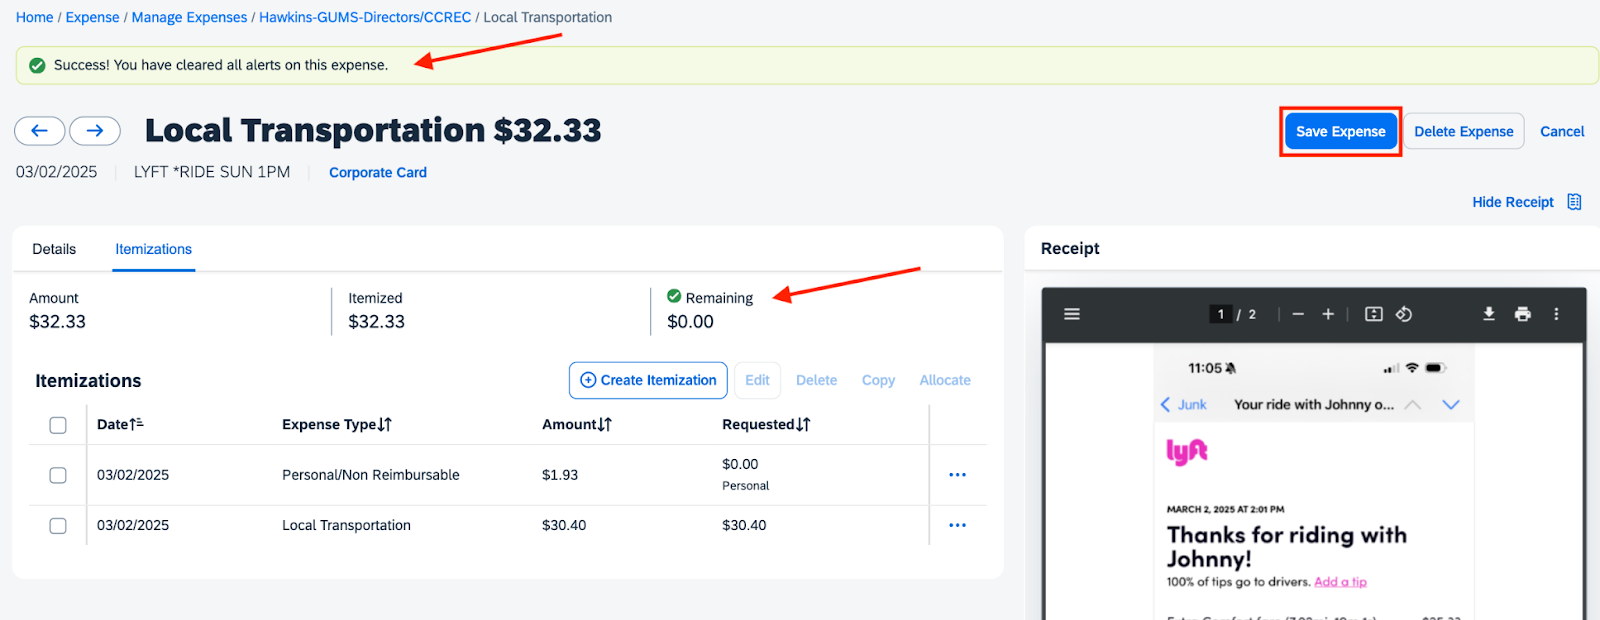 Home / Expense / Manage Expenses / Hawkins-GUMS-Directors/CCREC / Local Transportation
Success! You have cleared all alerts on this expense.
Local Transportation $32.33
Save Expense
Delete Expense
Cancel
03/02/2025
LYFT *RIDE SUN 1PM
Corporate Card
Hide Receipt
Details
Itemizations
Amount
$32.33
Itemized
$32.33
Remaining
$0.00
Itemizations
Create Itemization
Edit
Delete
Copy
Allocate
Date
Expense Type
Amount
Requested
03/02/2025
Personal/Non Reimbursable
$1.93
$0.00
Personal
03/02/2025
Local Transportation
$30.40
$30.40
Receipt
1 / 2
11:05
Junk
Your ride with Johnny o...
lyft
MARCH 2, 2025 AT 2:01 PM
Thanks for riding with
Johnny!
100% of tips go to drivers. Add a tip